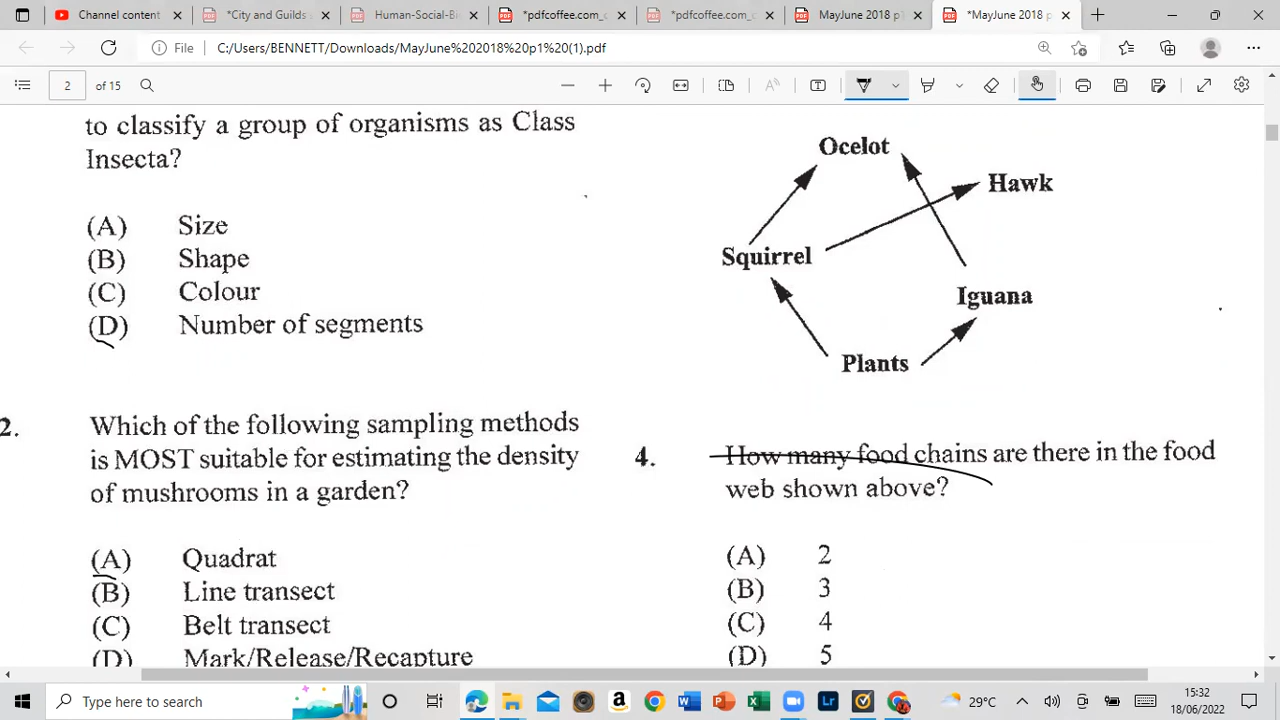 Channel content
*City and Guilds
Human-Social-Bi
*pdfcoffee.com_c
*pdfcoffee.com_
May June 2018 p1
*MayJune 2018 p
File
C:/Users/BENNETT/Downloads/MayJune%202018%20p1%20(1).pdf
2
of 15
to classify a group of organisms as Class
Insecta?
(A) Size
(B) Shape
(C) Colour
(D) Number of segments
2. Which of the following sampling methods
is MOST suitable for estimating the density
of mushrooms in a garden?
(A) Quadrat
(B) Line transect
(C) Belt transect
(D) Mark/Release/Recapture
Ocelot
Hawk
Squirrel
Iguana
Plants
4. How many food chains are there in the food
web shown above?
(A) 2
(B) 3
(C) 4
(D) 5
Type here to search
29°C
15:32
18/06/2022